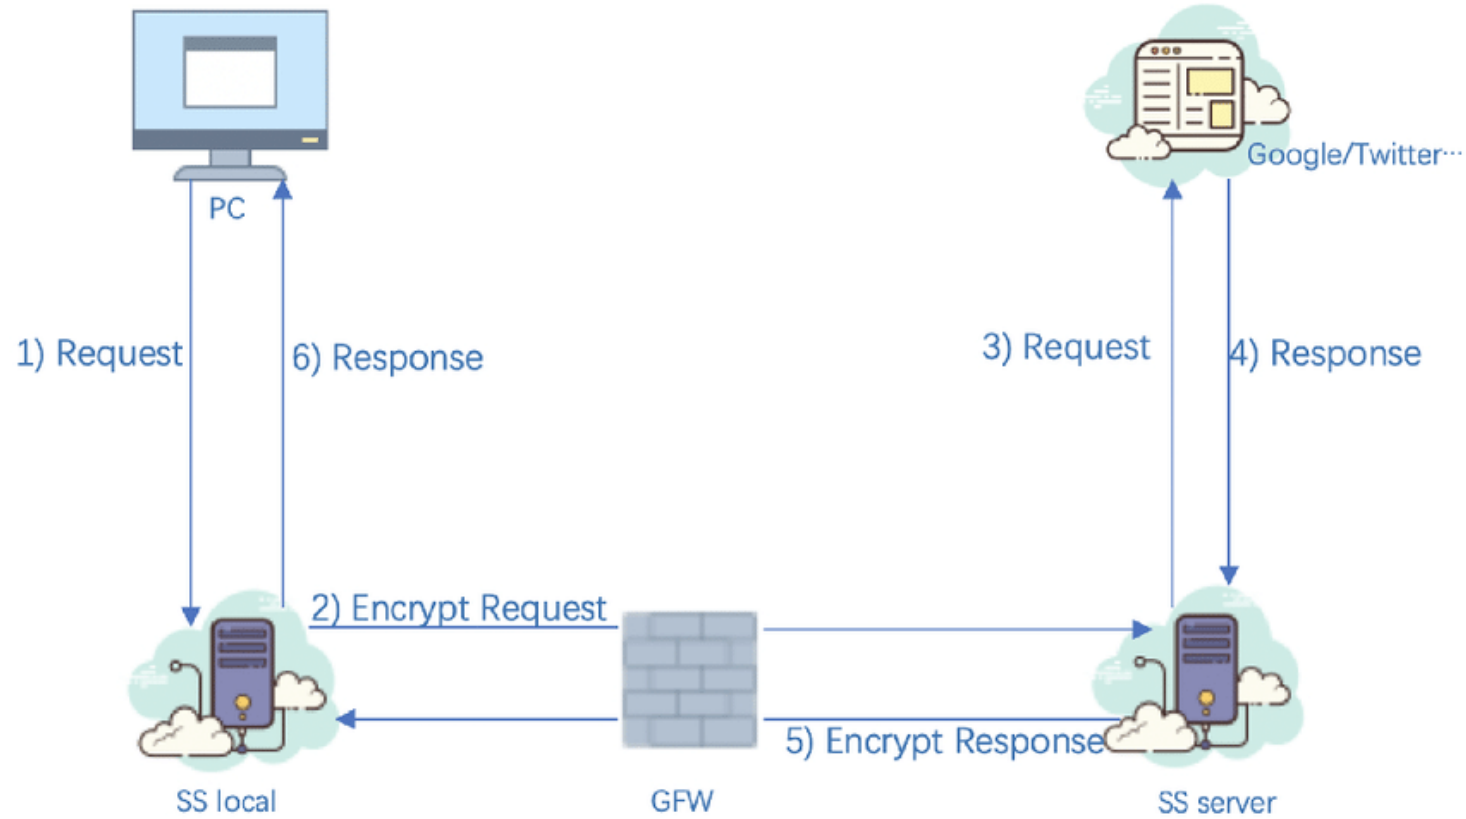 Google/Twitter···
PC
1) Request
6) Response
3) Request
4) Response
2) Encrypt Request
5) Encrypt Response
SS local
GFW
SS server